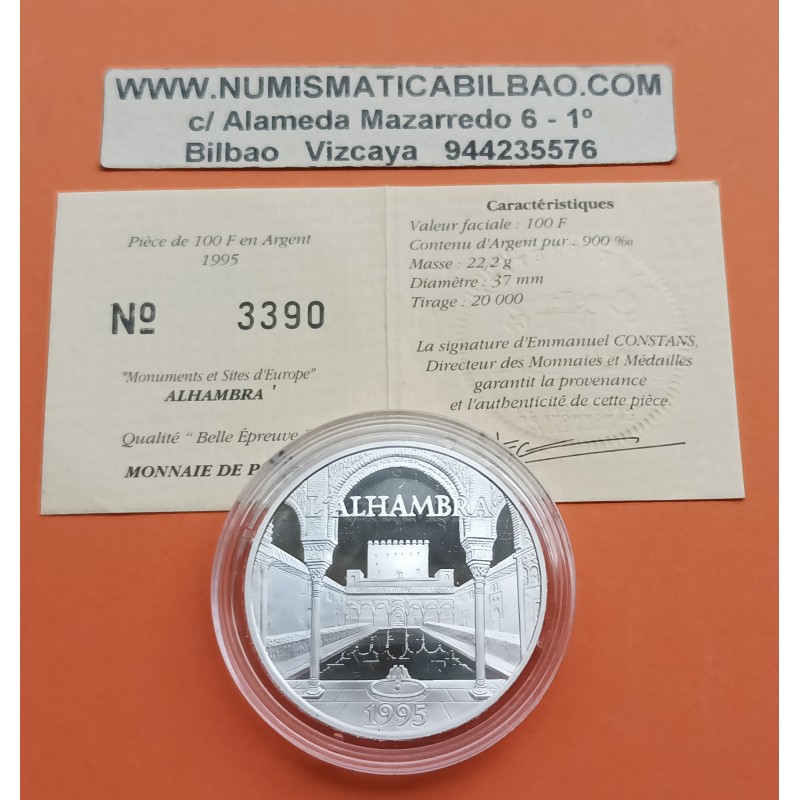 WWW.NUMISMATICABILBAO.COM
c/ Alameda Mazarredo 6 - 1º
Bilbao Vizcaya 944235576
Pièce de 100 F en Argent
1995
Nº 3390
"Monuments et Sites d'Europe"
ALHAMBRA
Qualité " Belle Épreuve "
MONNAIE DE P
Caractéristiques
Valeur faciale : 100 F
Contenu d'Argent pur : 900 ‰
Masse : 22,2 g
Diamètre : 37 mm
Tirage : 20 000
La signature d'Emmanuel CONSTANS,
Directeur des Monnaies et Médailles
garantit la provenance
et l'authenticité de cette pièce.
L'ALHAMBRA
1995